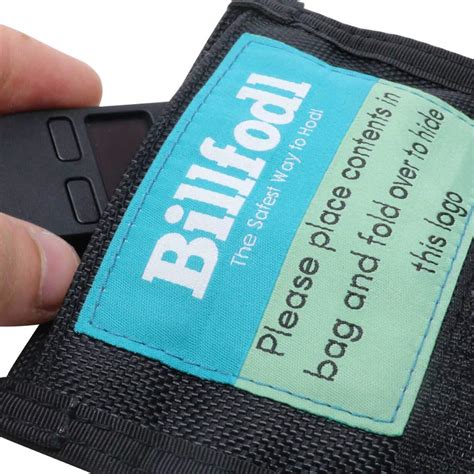 Billfodl
The Safest Way to Hodl
Please place contents in
bag and fold over to hide
this logo